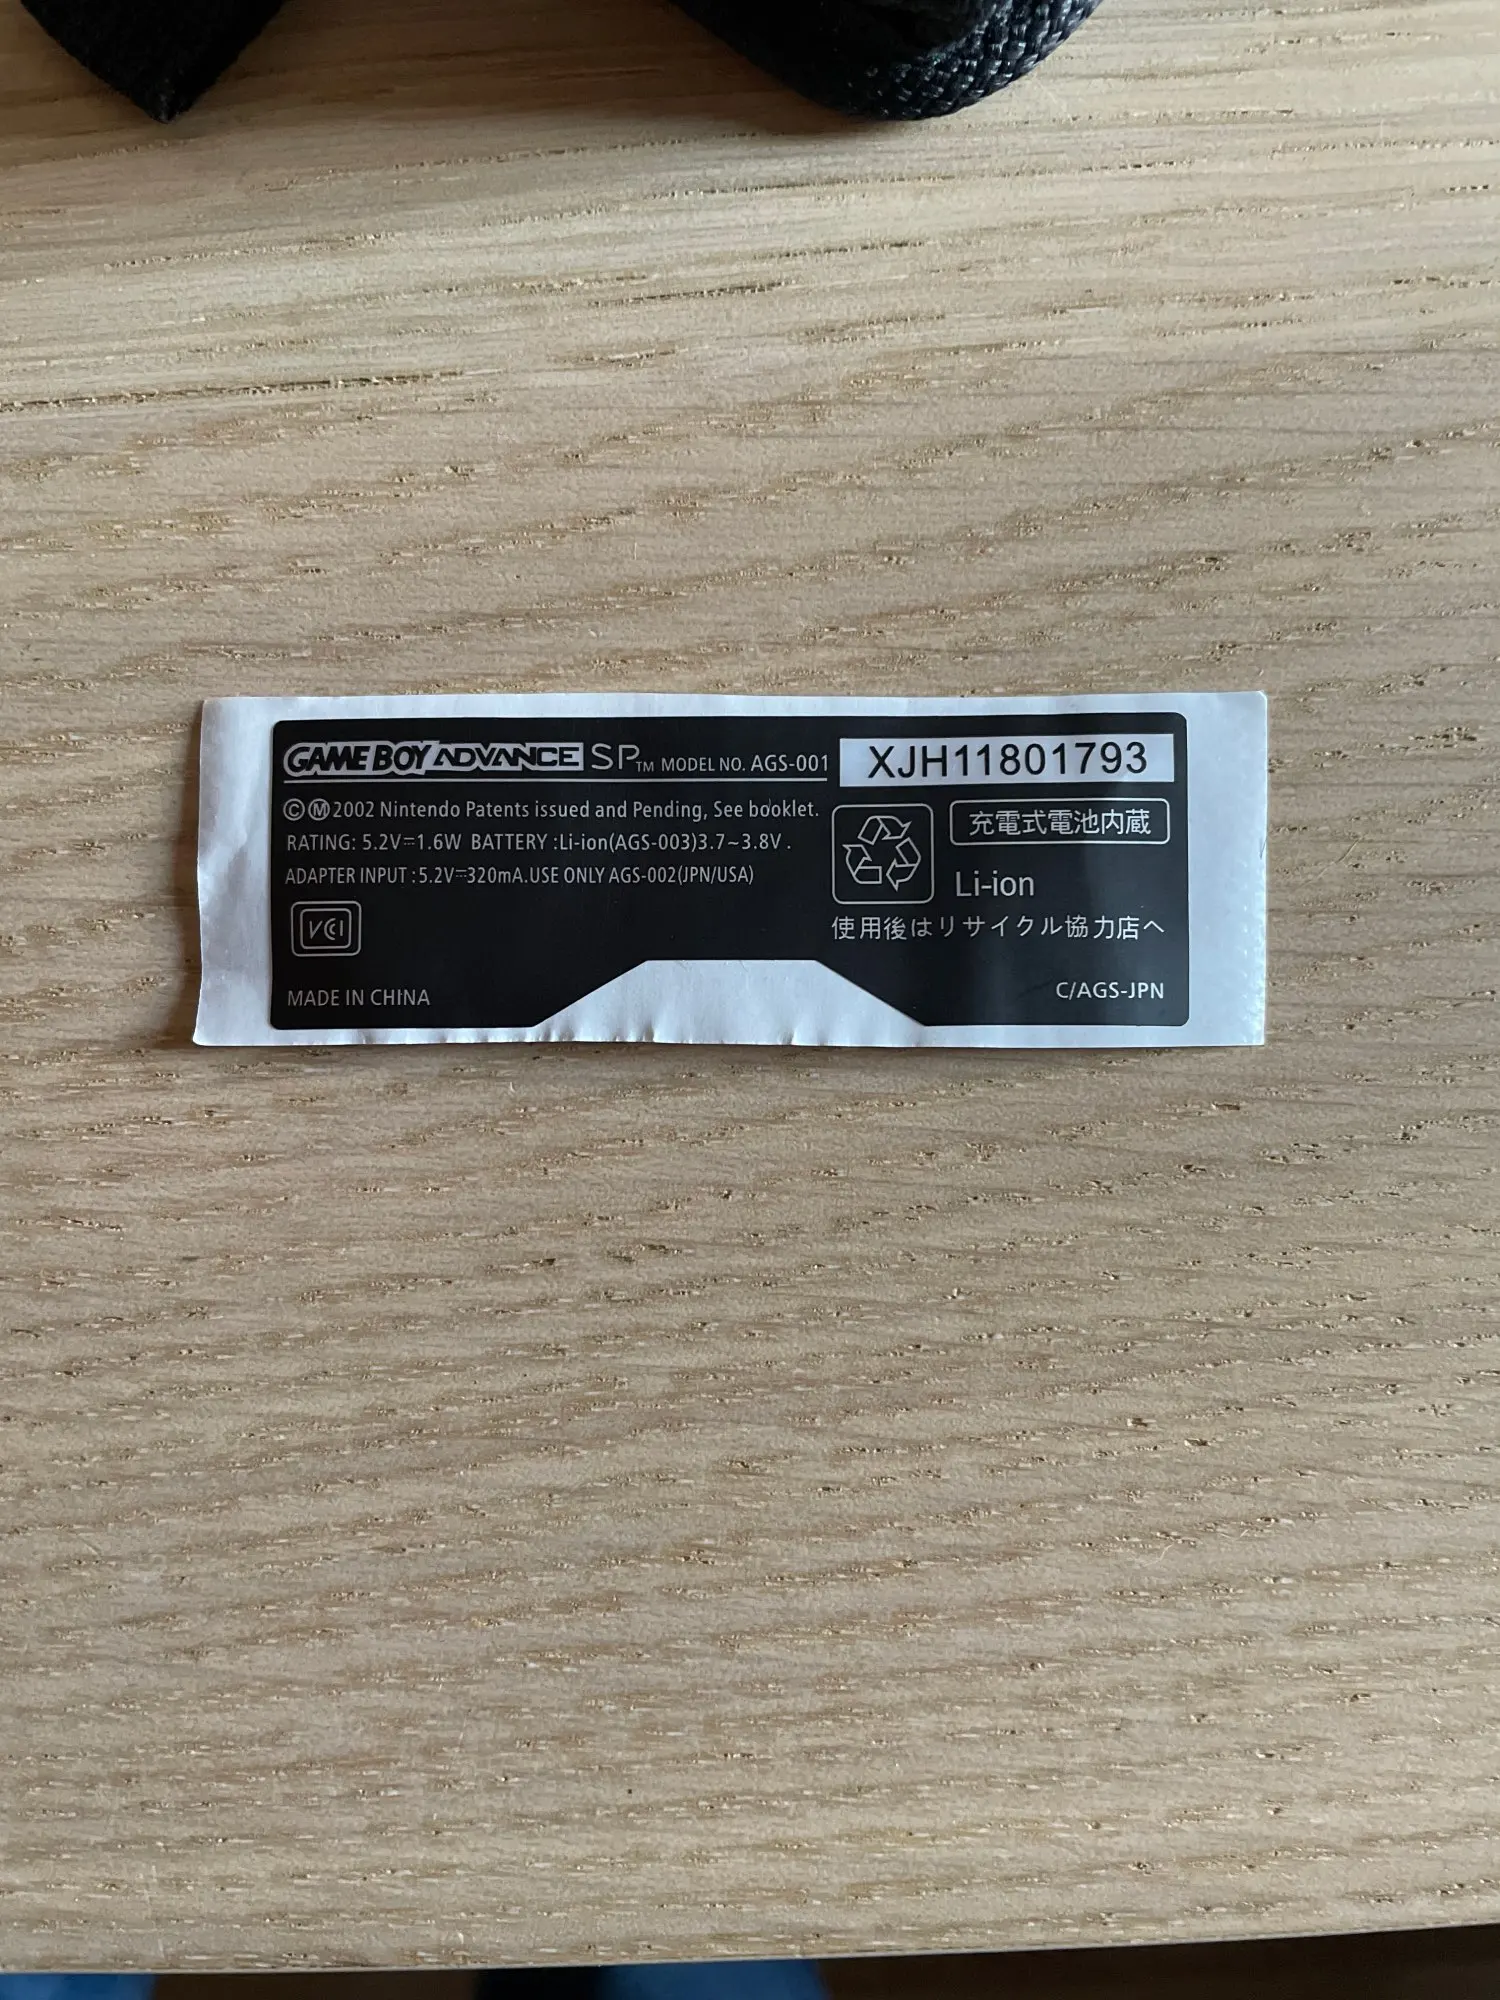 GAME BOY ADVANCE SP TM MODEL NO. AGS-001
XJH11801793
©Ⓜ2002 Nintendo Patents issued and Pending, See booklet.
RATING: 5.2V⎓1.6W BATTERY :Li-ion(AGS-003)3.7~3.8V .
ADAPTER INPUT :5.2V⎓320mA.USE ONLY AGS-002(JPN/USA)
VCI
MADE IN CHINA
充電式電池内蔵
Li-ion
使用後はリサイクル協力店へ
C/AGS-JPN